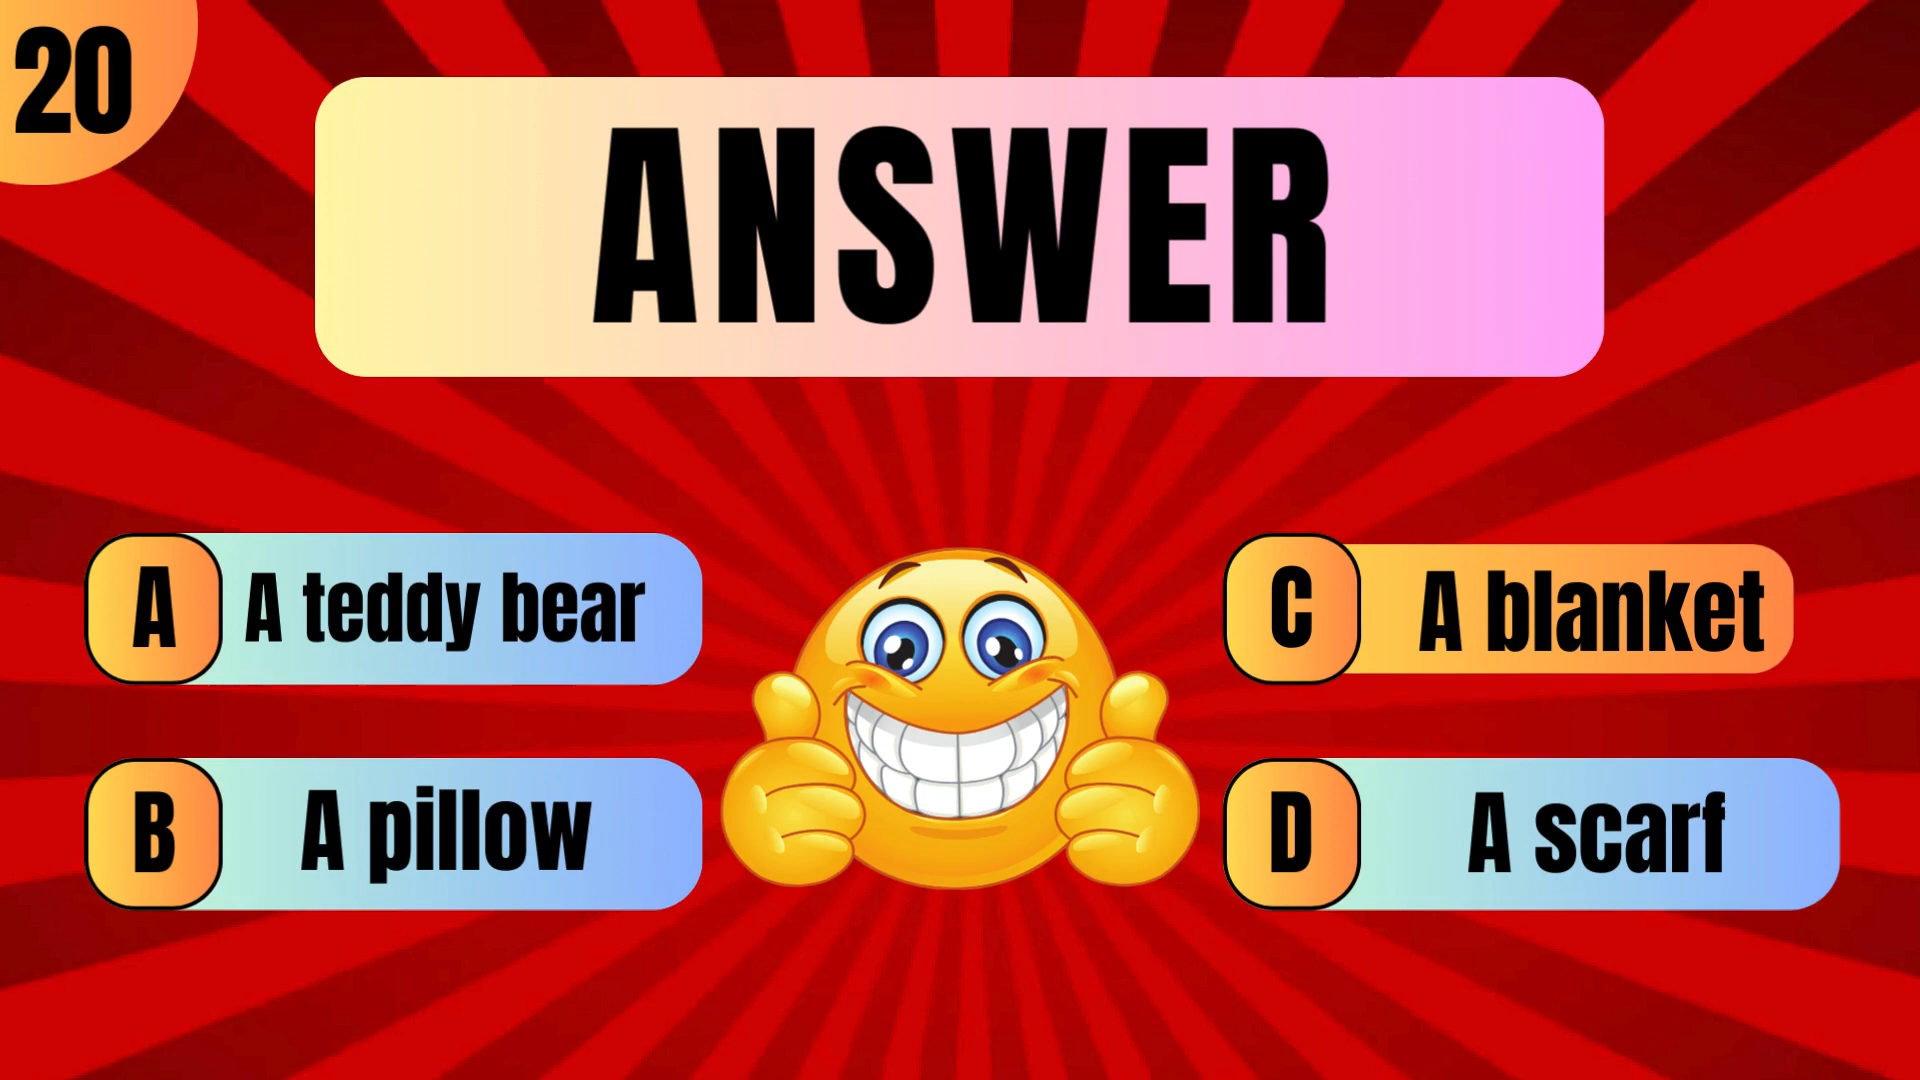 20
ANSWER
A A teddy bear
B A pillow
C A blanket
D A scarf